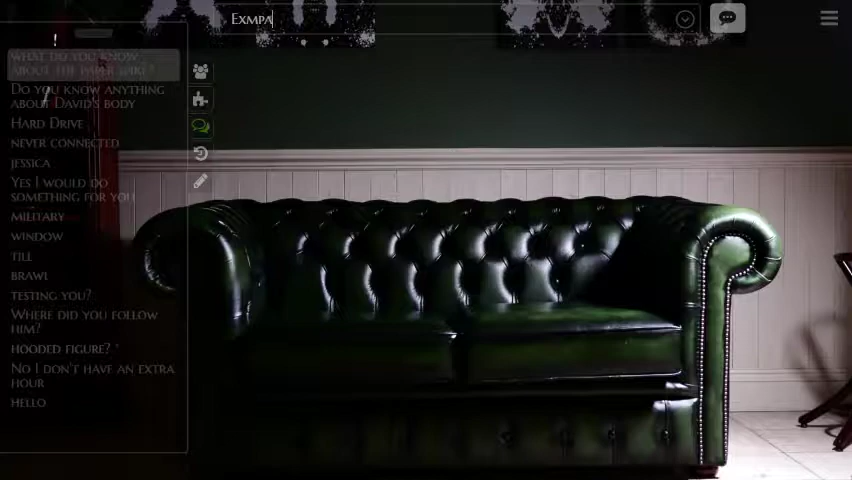 Exmpa
WHAT DO YOU KNOW
ABOUT THE PAPER
DO YOU KNOW ANYTHING
ABOUT DAVID'S BODY
HARD DRIVE
NEVER CONNECTED
JESSICA
YES I WOULD DO
SOMETHING FOR YOU
MILITARY
WINDOW
TILL
BRAWL
TESTING YOU?
WHERE DID YOU FOLLOW
HIM?
HOODED FIGURE?
NO I DON'T HAVE AN EXTRA
HOUR
HELLO